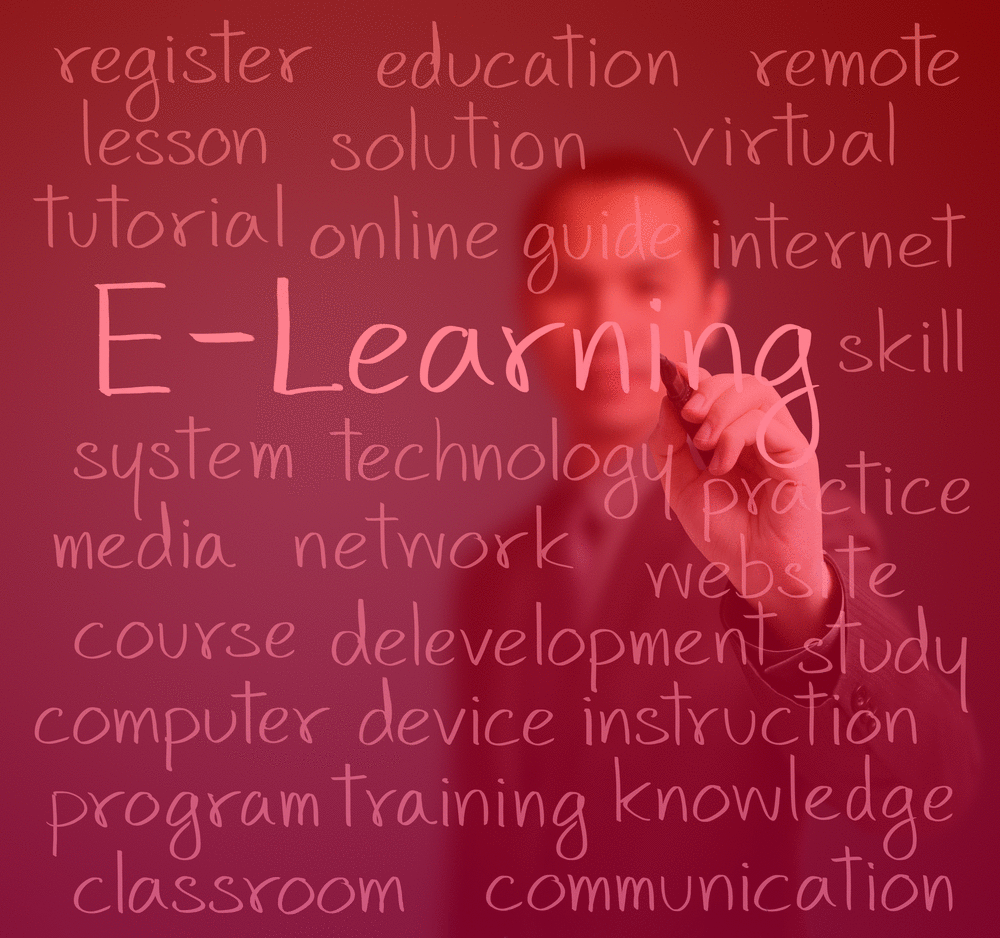 register education remote
lesson solution virtual
tutorial online guide internet
E-Learning skill
system technology practice
media network website
course delevelopment study
computer device instruction
program training knowledge
classroom communication